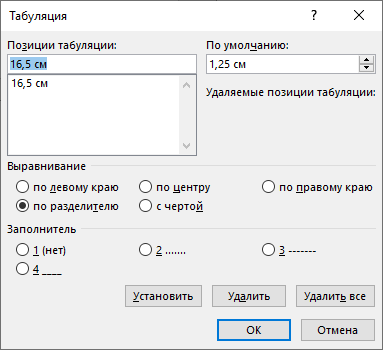 Табуляция ? ×
Позиции табуляции: По умолчанию:
16,5 см 1,25 см
16,5 см Удаляемые позиции табуляции:
Выравнивание
по левому краю по центру по правому краю
по разделителю с чертой
Заполнитель
1 (нет) 2 ....... 3 -------
4 ____
Установить Удалить Удалить все
ОК Отмена